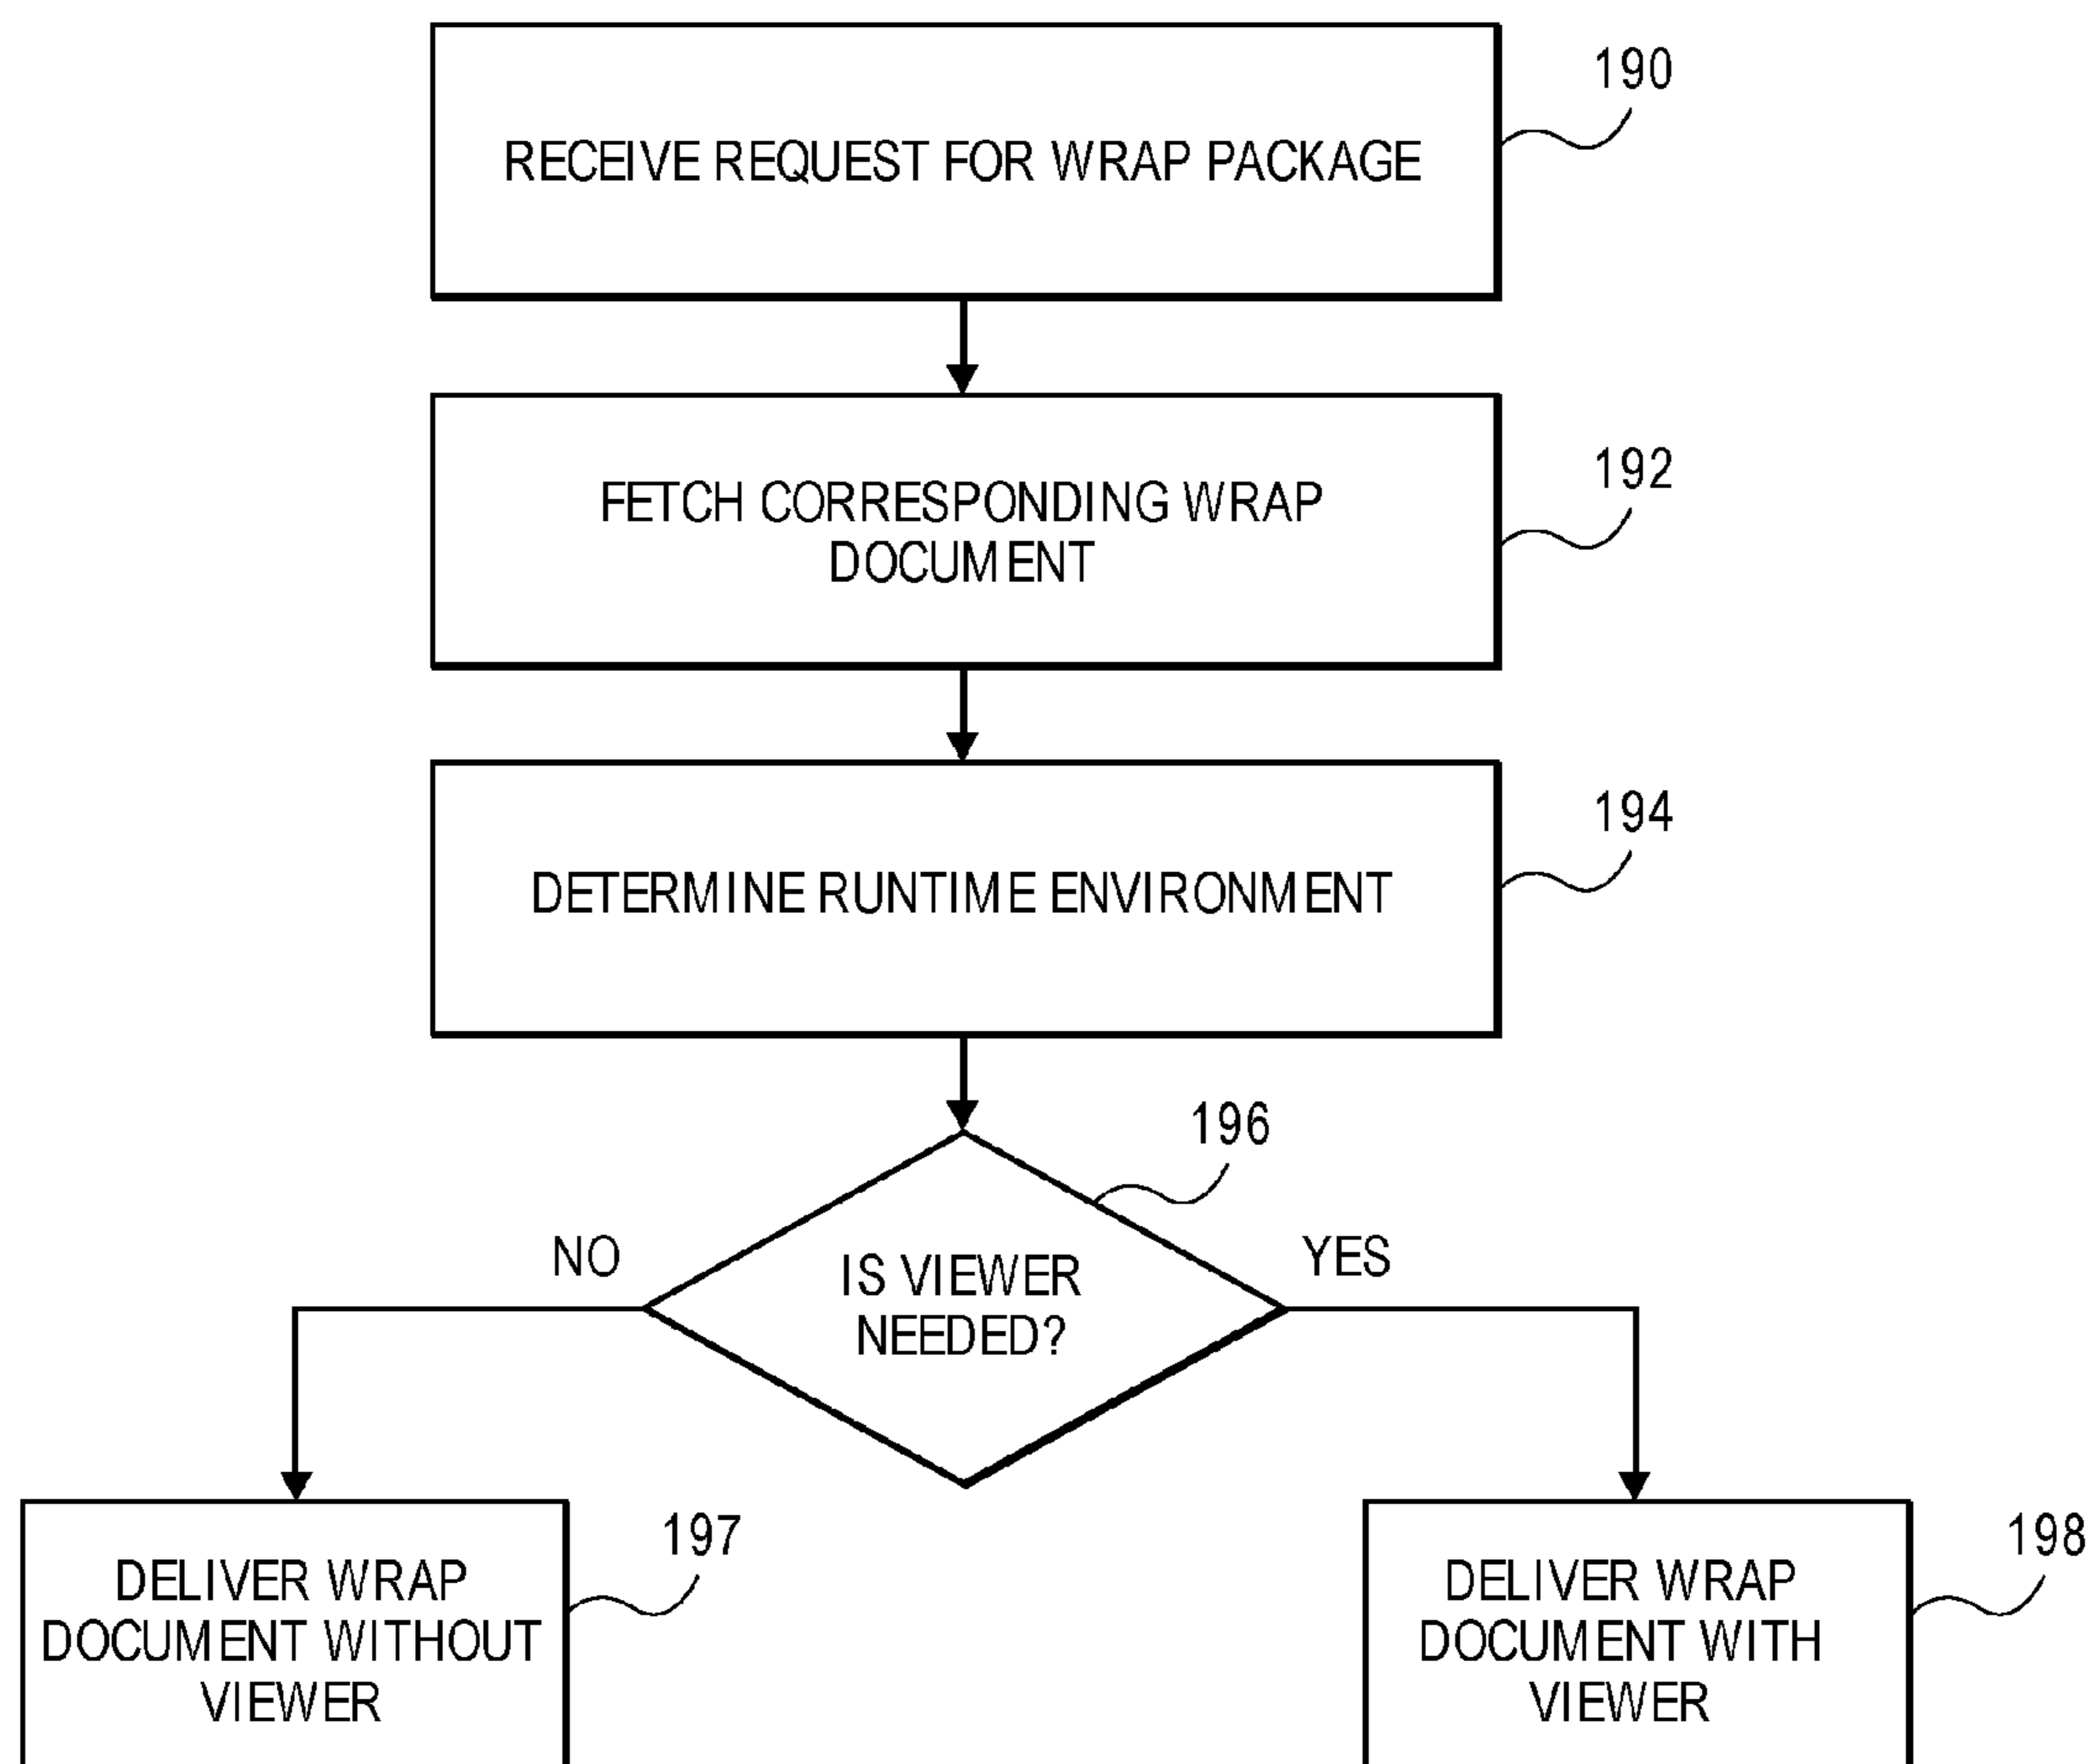 190
RECEIVE REQUEST FOR WRAP PACKAGE
192
FETCH CORRESPONDING WRAP
DOCUMENT
194
DETERMINE RUNTIME ENVIRONMENT
196
NO
YES
IS VIEWER
NEEDED?
197
DELIVER WRAP
DOCUMENT WITHOUT
VIEWER
198
DELIVER WRAP
DOCUMENT WITH
VIEWER